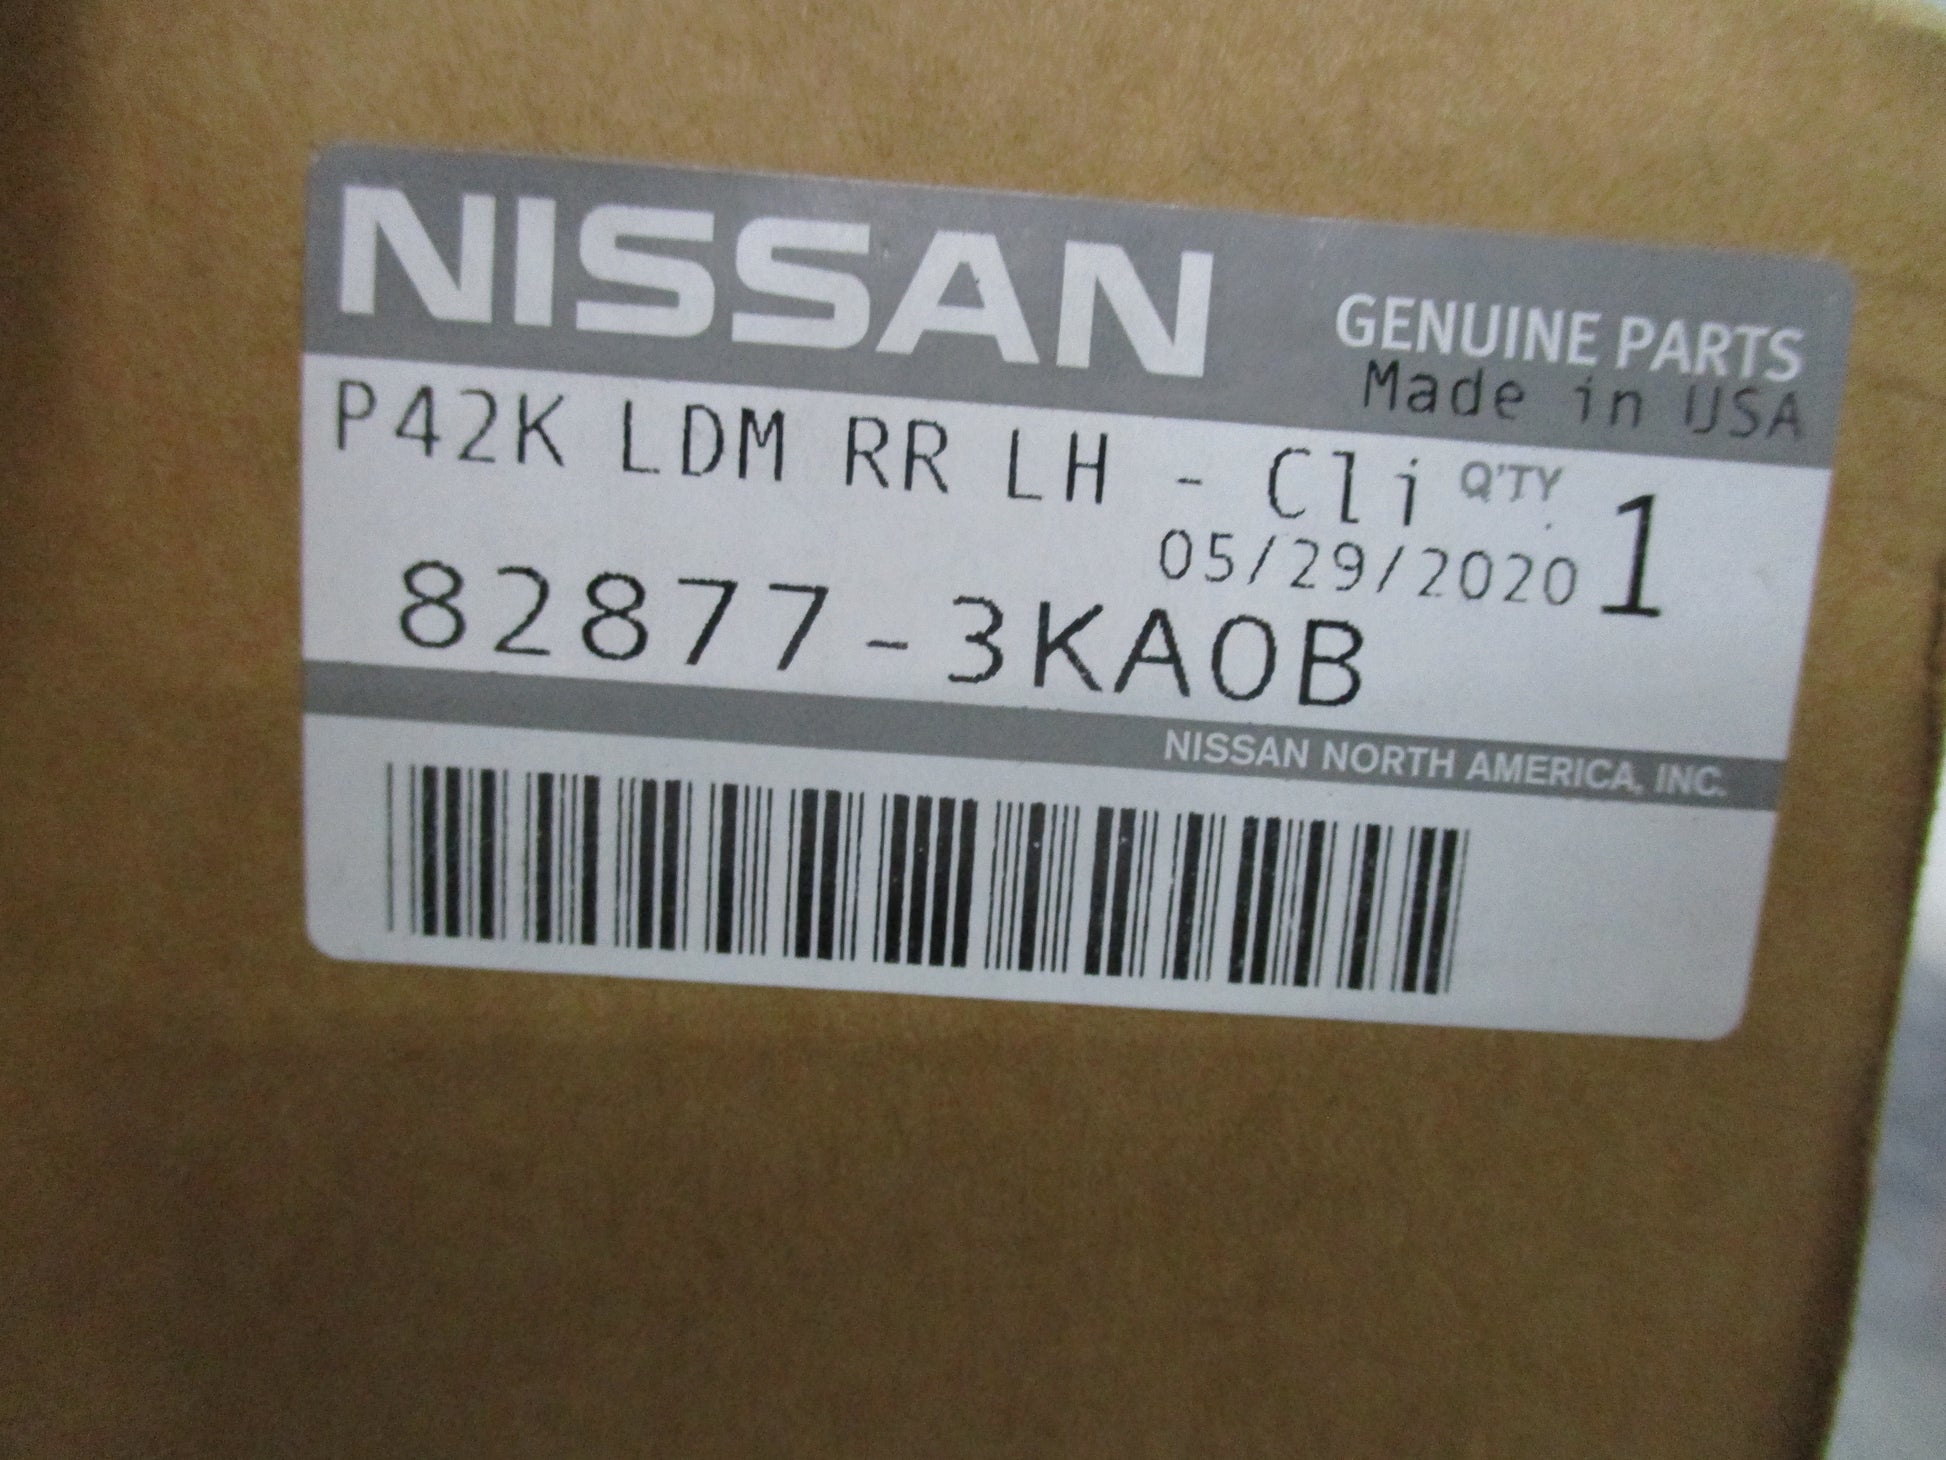 NISSAN
GENUINE PARTS
Made in USA
P42K LDM RR LH - Cli
Q'TY 1
05/29/2020
82877-3KA0B
NISSAN NORTH AMERICA, INC.